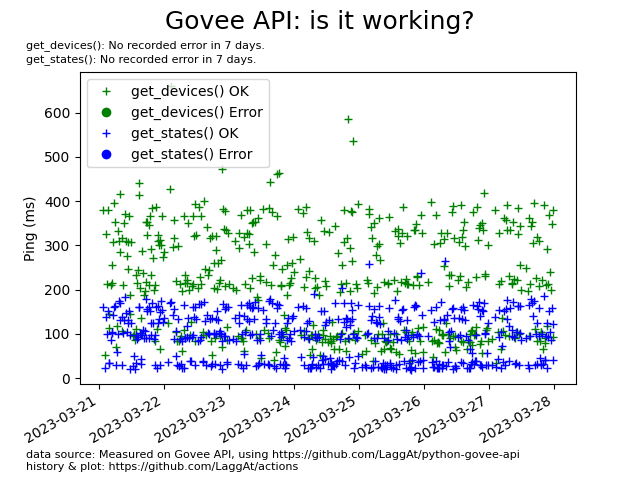 Govee API: is it working?
get_devices(): No recorded error in 7 days.
get_states(): No recorded error in 7 days.
get_devices() OK
get_devices() Error
get_states() OK
get_states() Error
Ping (ms)
600
500
400
300
200
100
0
2023-03-21
2023-03-22
2023-03-23
2023-03-24
2023-03-25
2023-03-26
2023-03-27
2023-03-28
data source: Measured on Govee API, using https://github.com/LaggAt/python-govee-api
history & plot: https://github.com/LaggAt/actions